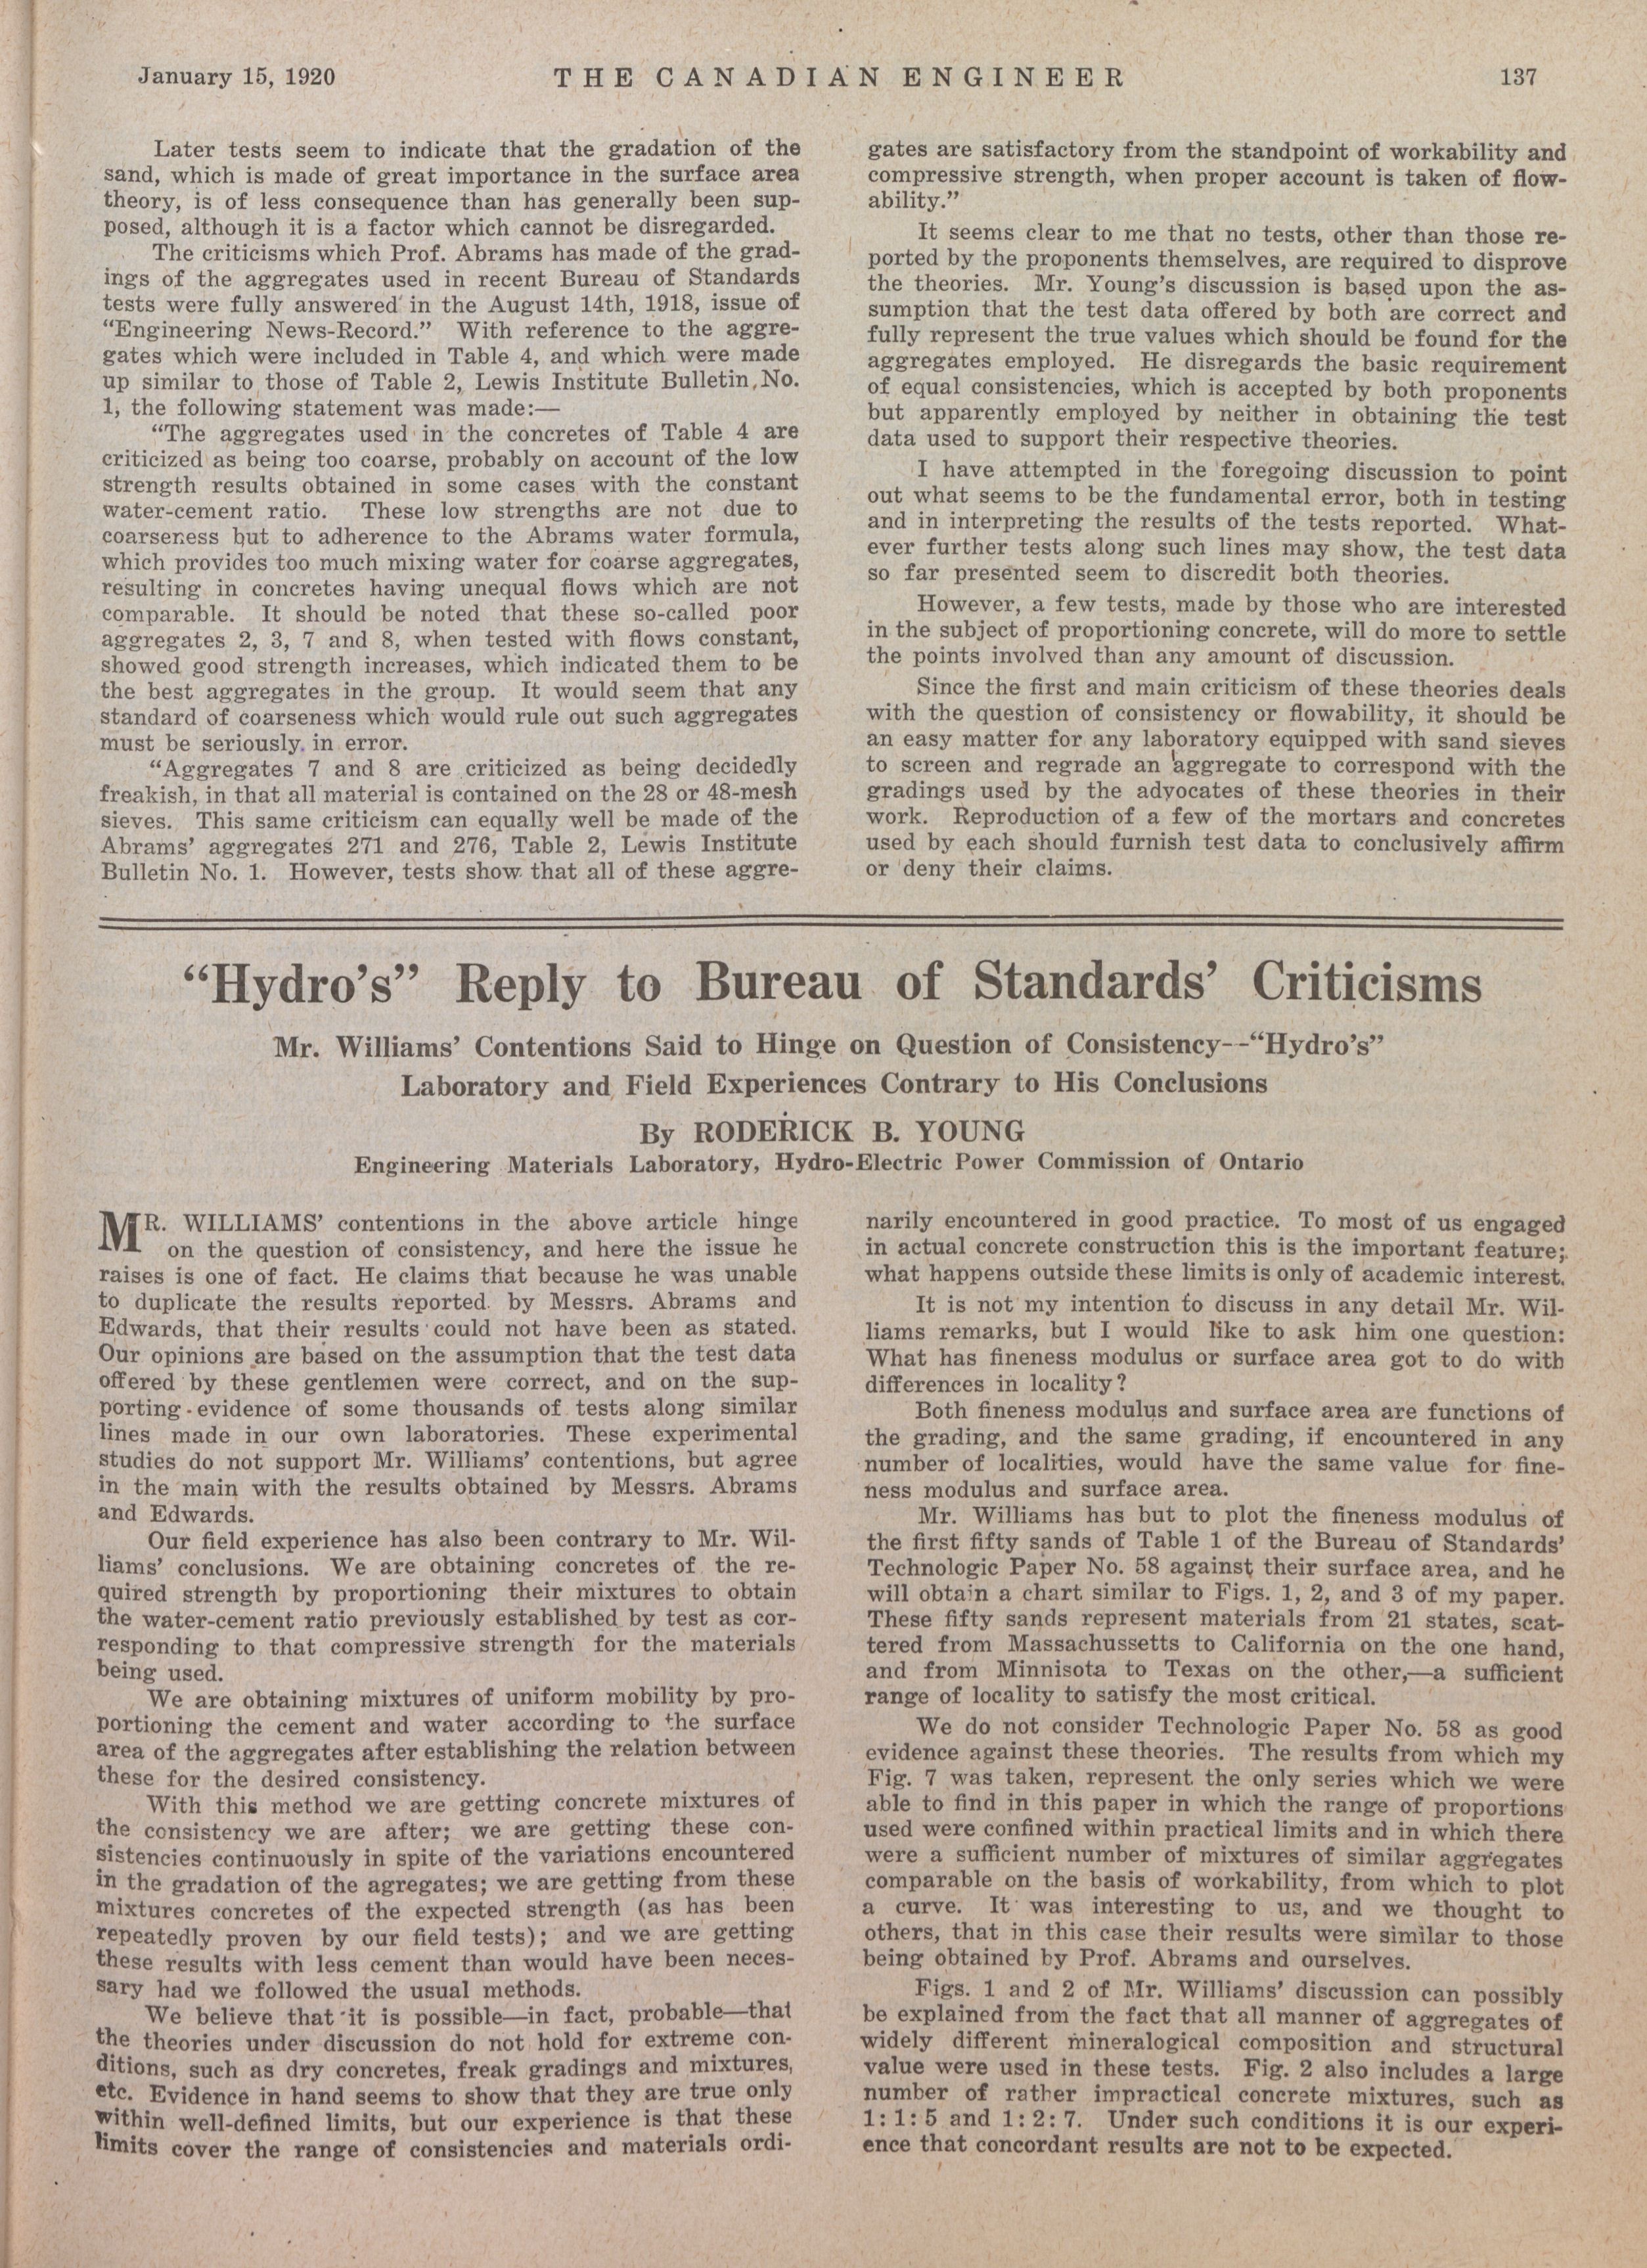 January 15, 1920
THE CANADIAN ENGINEER
137
Later tests seem to indicate that the gradation of the
sand, which is made of great importance in the surface area
theory, is of less consequence than has generally been sup-
posed, although it is a factor which cannot be disregarded.
The criticisms which Prof. Abrams has made of the grad-
ings of the aggregates used in recent Bureau of Standards
tests were fully answered in the August 14th, 1918, issue of
“Engineering News-Record.” With reference to the aggre-
gates which were included in Table 4, and which were made
up similar to those of Table 2, Lewis Institute Bulletin, No.
1, the following statement was made:—
“The aggregates used in the concretes of Table 4 are
criticized as being too coarse, probably on account of the low
strength results obtained in some cases with the constant
water-cement ratio. These low strengths are not due to
coarseness but to adherence to the Abrams water formula,
which provides too much mixing water for coarse aggregates,
resulting in concretes having unequal flows which are not
comparable. It should be noted that these so-called poor
aggregates 2, 3, 7 and 8, when tested with flows constant,
showed good strength increases, which indicated them to be
the best aggregates in the group. It would seem that any
standard of coarseness which would rule out such aggregates
must be seriously in error.
“Aggregates 7 and 8 are criticized as being decidedly
freakish, in that all material is contained on the 28 or 48-mesh
sieves. This same criticism can equally well be made of the
Abrams’ aggregates 271 and 276, Table 2, Lewis Institute
Bulletin No. 1. However, tests show that all of these aggre-
gates are satisfactory from the standpoint of workability and
compressive strength, when proper account is taken of flow-
ability.”
It seems clear to me that no tests, other than those re-
ported by the proponents themselves, are required to disprove
the theories. Mr. Young’s discussion is based upon the as-
sumption that the test data offered by both are correct and
fully represent the true values which should be found for the
aggregates employed. He disregards the basic requirement
of equal consistencies, which is accepted by both proponents
but apparently employed by neither in obtaining the test
data used to support their respective theories.
I have attempted in the foregoing discussion to point
out what seems to be the fundamental error, both in testing
and in interpreting the results of the tests reported. What-
ever further tests along such lines may show, the test data
so far presented seem to discredit both theories.
However, a few tests, made by those who are interested
in the subject of proportioning concrete, will do more to settle
the points involved than any amount of discussion.
Since the first and main criticism of these theories deals
with the question of consistency or flowability, it should be
an easy matter for any laboratory equipped with sand sieves
to screen and regrade an aggregate to correspond with the
gradings used by the advocates of these theories in their
work. Reproduction of a few of the mortars and concretes
used by each should furnish test data to conclusively affirm
or deny their claims.
“Hydro’s” Reply to Bureau of Standards’ Criticisms
Mr. Williams’ Contentions Said to Hinge on Question of Consistency--“Hydro’s”
Laboratory and Field Experiences Contrary to His Conclusions
By RODERICK B. YOUNG
Engineering Materials Laboratory, Hydro-Electric Power Commission of Ontario
MR. WILLIAMS’ contentions in the above article hinge
on the question of consistency, and here the issue he
raises is one of fact. He claims that because he was unable
to duplicate the results reported by Messrs. Abrams and
Edwards, that their results could not have been as stated.
Our opinions are based on the assumption that the test data
offered by these gentlemen were correct, and on the sup-
porting evidence of some thousands of tests along similar
lines made in our own laboratories. These experimental
studies do not support Mr. Williams’ contentions, but agree
in the main with the results obtained by Messrs. Abrams
and Edwards.
Our field experience has also been contrary to Mr. Wil-
liams’ conclusions. We are obtaining concretes of the re-
quired strength by proportioning their mixtures to obtain
the water-cement ratio previously established by test as cor-
responding to that compressive strength for the materials
being used.
We are obtaining mixtures of uniform mobility by pro-
portioning the cement and water according to the surface
area of the aggregates after establishing the relation between
these for the desired consistency.
With this method we are getting concrete mixtures of
the consistency we are after; we are getting these con-
sistencies continuously in spite of the variations encountered
in the gradation of the agregates; we are getting from these
mixtures concretes of the expected strength (as has been
repeatedly proven by our field tests); and we are getting
these results with less cement than would have been neces-
sary had we followed the usual methods.
We believe that it is possible—in fact, probable—that
the theories under discussion do not hold for extreme con-
ditions, such as dry concretes, freak gradings and mixtures,
etc. Evidence in hand seems to show that they are true only
within well-defined limits, but our experience is that these
limits cover the range of consistencies and materials ordi-
narily encountered in good practice. To most of us engaged
in actual concrete construction this is the important feature;
what happens outside these limits is only of academic interest.
It is not my intention to discuss in any detail Mr. Wil-
liams remarks, but I would like to ask him one question:
What has fineness modulus or surface area got to do with
differences in locality?
Both fineness modulus and surface area are functions of
the grading, and the same grading, if encountered in any
number of localities, would have the same value for fine-
ness modulus and surface area.
Mr. Williams has but to plot the fineness modulus of
the first fifty sands of Table 1 of the Bureau of Standards’
Technologic Paper No. 58 against their surface area, and he
will obtain a chart similar to Figs. 1, 2, and 3 of my paper.
These fifty sands represent materials from 21 states, scat-
tered from Massachussetts to California on the one hand,
and from Minnisota to Texas on the other,—a sufficient
range of locality to satisfy the most critical.
We do not consider Technologic Paper No. 58 as good
evidence against these theories. The results from which my
Fig. 7 was taken, represent the only series which we were
able to find in this paper in which the range of proportions
used were confined within practical limits and in which there
were a sufficient number of mixtures of similar aggregates
comparable on the basis of workability, from which to plot
a curve. It was interesting to us, and we thought to
others, that in this case their results were similar to those
being obtained by Prof. Abrams and ourselves.
Figs. 1 and 2 of Mr. Williams’ discussion can possibly
be explained from the fact that all manner of aggregates of
widely different mineralogical composition and structural
value were used in these tests. Fig. 2 also includes a large
number of rather impractical concrete mixtures, such as
1:1:5 and 1:2:7. Under such conditions it is our experi-
ence that concordant results are not to be expected.